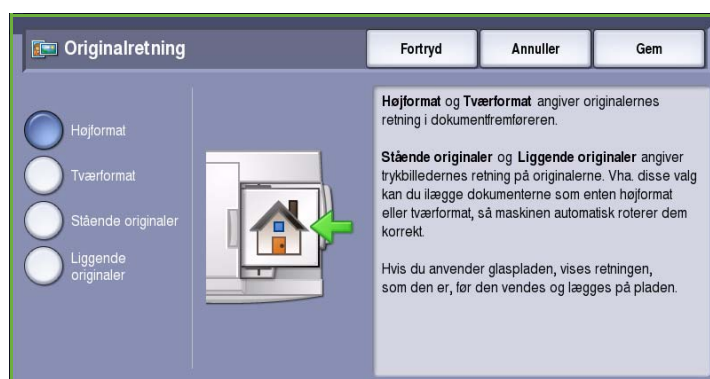 Originalretning
Fortryd
Annuller
Gem
Højformat
Tværformat
Stående originaler
Liggende
originaler
Højformat og Tværformat angiver originalernes
retning i dokumentfremføreren.
Stående originaler og Liggende originaler angiver
trykbilledernes retning på originalerne. Vha. disse valg
kan du ilægge dokumenterne som enten højformat
eller tværformat, så maskinen automatisk roterer dem
korrekt.
Hvis du anvender glaspladen, vises retningen,
som den er, før den vendes og lægges på pladen.